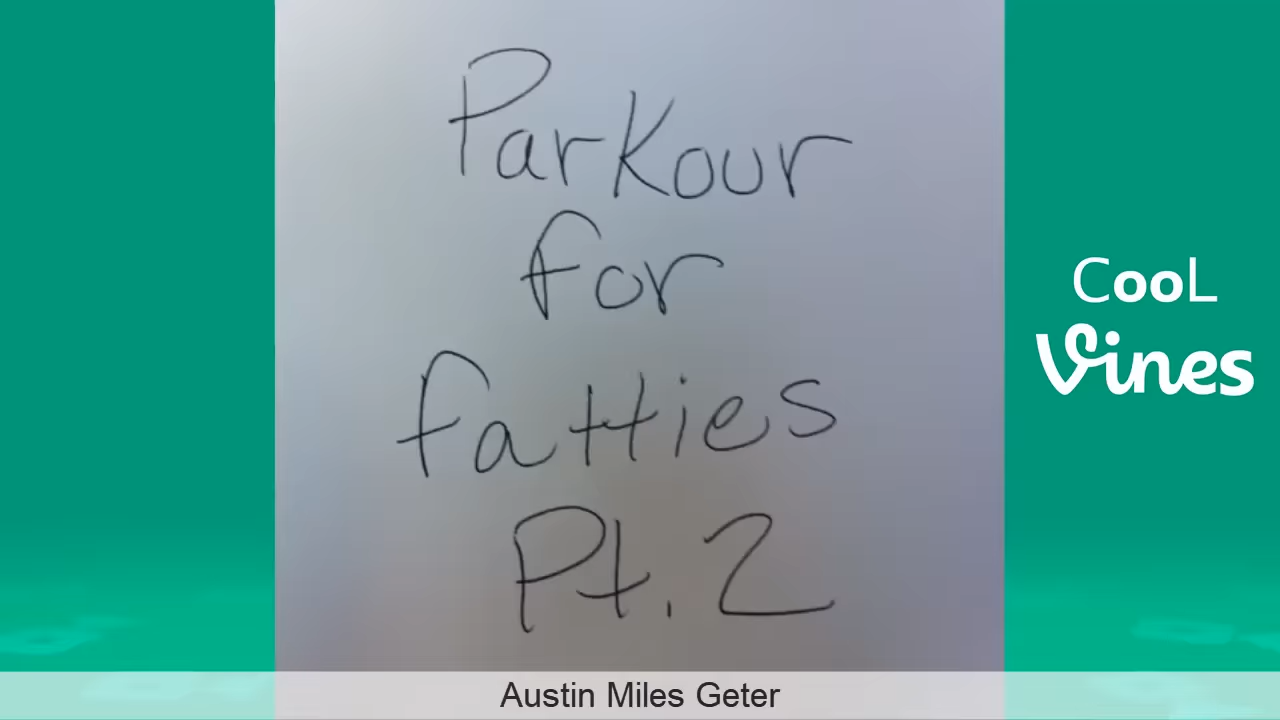 Parkour
for
fatties
Pt. 2
CooL
Vines
Austin Miles Geter